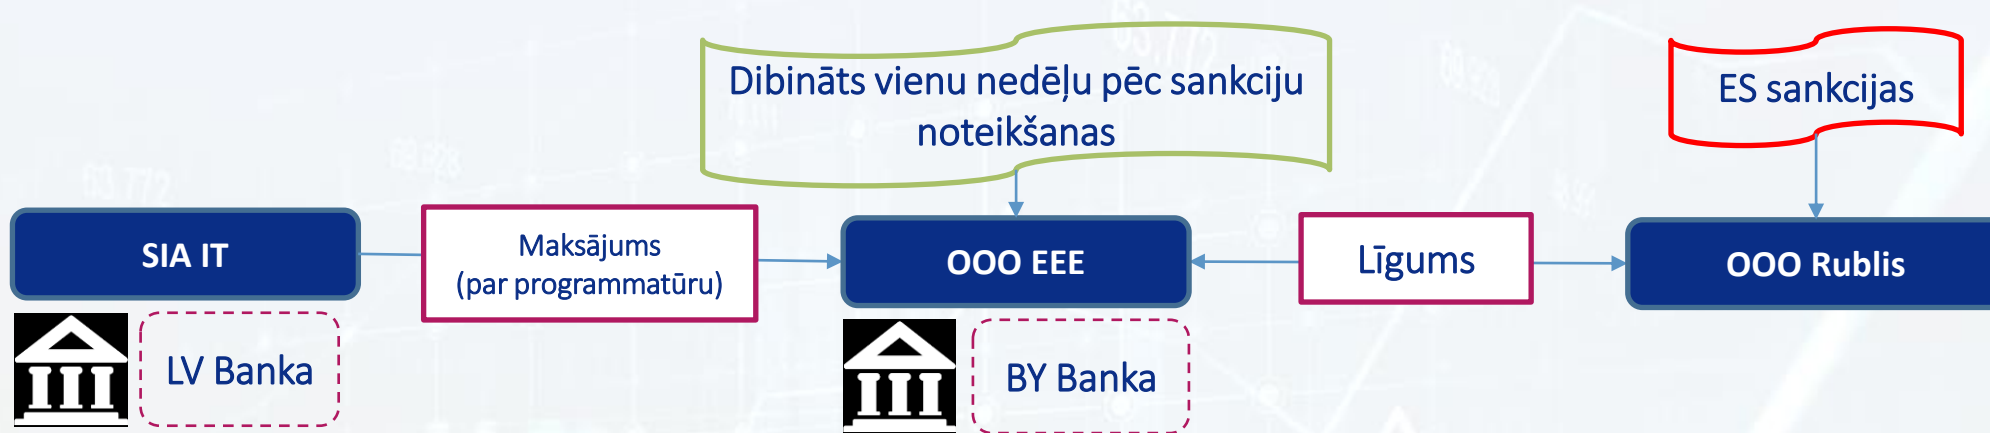 Dibināts vienu nedēļu pēc sankciju
noteikšanas
ES sankcijas
SIA IT
Maksājums
(par programmatūru)
OOO EEE
Līgums
OOO Rublis
LV Banka
BY Banka